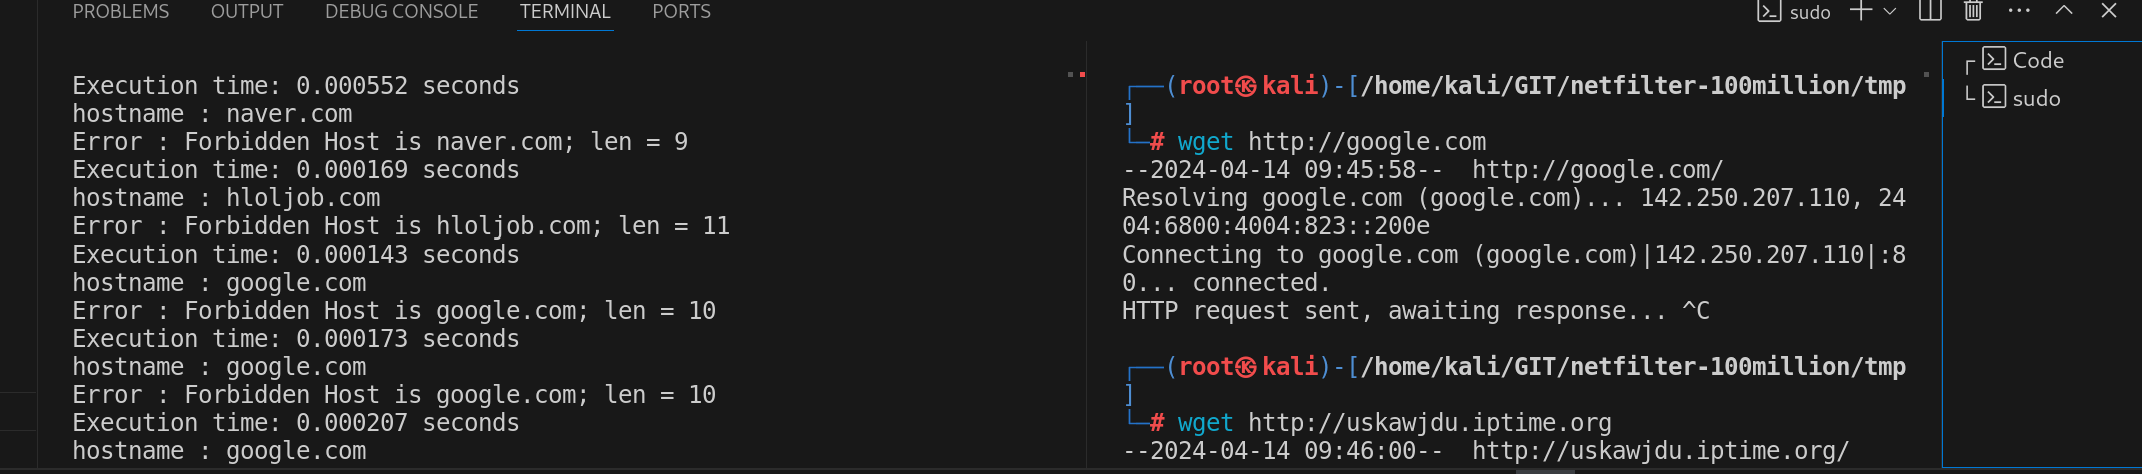 PROBLEMS OUTPUT DEBUG CONSOLE TERMINAL PORTS sudo
Execution time: 0.000552 seconds
hostname : naver.com
Error : Forbidden Host is naver.com; len = 9
Execution time: 0.000169 seconds
hostname : hloljob.com
Error : Forbidden Host is hloljob.com; len = 11
Execution time: 0.000143 seconds
hostname : google.com
Error : Forbidden Host is google.com; len = 10
Execution time: 0.000173 seconds
hostname : google.com
Error : Forbidden Host is google.com; len = 10
Execution time: 0.000207 seconds
hostname : google.com
┌──(root㉿kali)-[/home/kali/GIT/netfilter-100million/tmp
]
└─# wget http://google.com
--2024-04-14 09:45:58--  http://google.com/
Resolving google.com (google.com)... 142.250.207.110, 24
04:6800:4004:823::200e
Connecting to google.com (google.com)|142.250.207.110|:8
0... connected.
HTTP request sent, awaiting response... ^C
┌──(root㉿kali)-[/home/kali/GIT/netfilter-100million/tmp
]
└─# wget http://uskawjdu.iptime.org
--2024-04-14 09:46:00--  http://uskawjdu.iptime.org/
Code
sudo